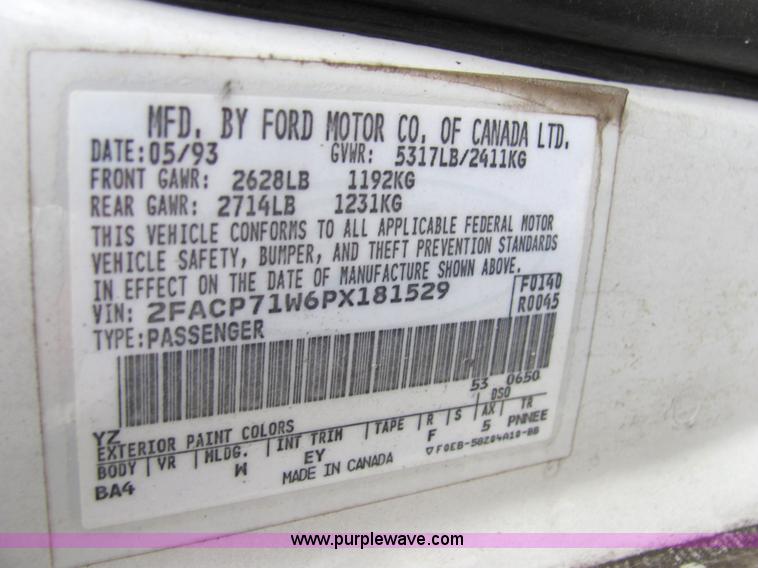 MFD. BY FORD MOTOR CO. OF CANADA LTD.
DATE: 05/93 GVWR: 5317LB/2411KG
FRONT GAWR: 2628LB 1192KG
REAR GAWR: 2714LB 1231KG
THIS VEHICLE CONFORMS TO ALL APPLICABLE FEDERAL MOTOR
VEHICLE SAFETY, BUMPER, AND THEFT PREVENTION STANDARDS
IN EFFECT ON THE DATE OF MANUFACTURE SHOWN ABOVE.
VIN: 2FACP71W6PX181529 F0140
TYPE: PASSENGER R0045
53 0650
YZ DSO
EXTERIOR PAINT COLORS
BODY VR MLDG. INT TRIM TAPE R S AX TR
BA4 W EY F 5 PNNEE
MADE IN CANADA ▽F0EB-5020472-BB
www.purplewave.com